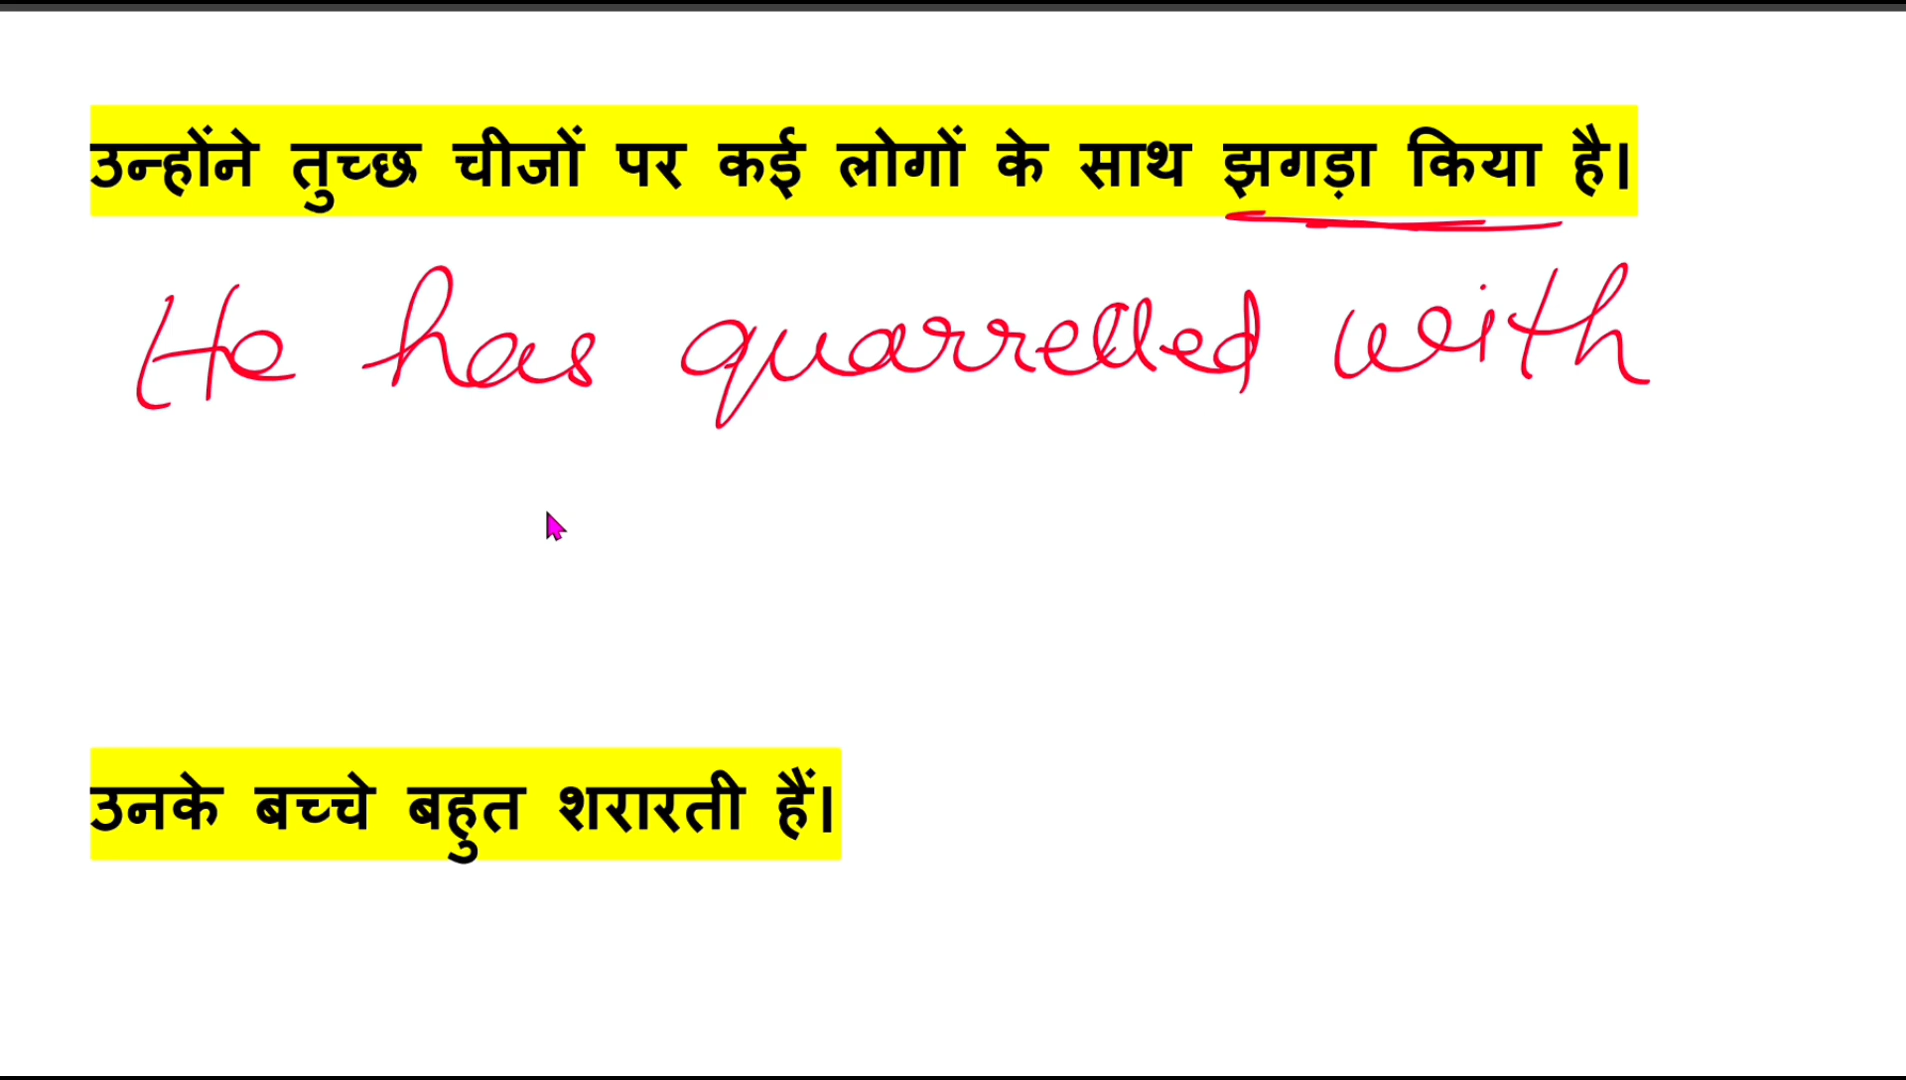 उन्होंने तुच्छ चीजों पर कई लोगों के साथ झगड़ा किया है।
He has quarrelled with
उनके बच्चे बहुत शरारती हैं।